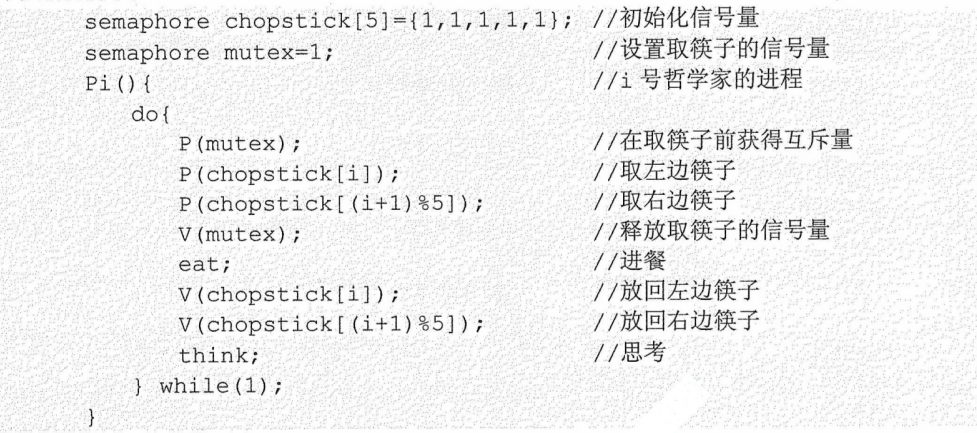 semaphore chopstick[5]={1,1,1,1,1}; //初始化信号量
semaphore mutex=1; //设置取筷子的信号量
Pi(){ //i 号哲学家的进程
do{
P(mutex); //在取筷子前获得互斥量
P(chopstick[i]); //取左边筷子
P(chopstick[(i+1)%5]); //取右边筷子
V(mutex); //释放取筷子的信号量
eat; //进餐
V(chopstick[i]); //放回左边筷子
V(chopstick[(i+1)%5]); //放回右边筷子
think; //思考
} while(1);
}